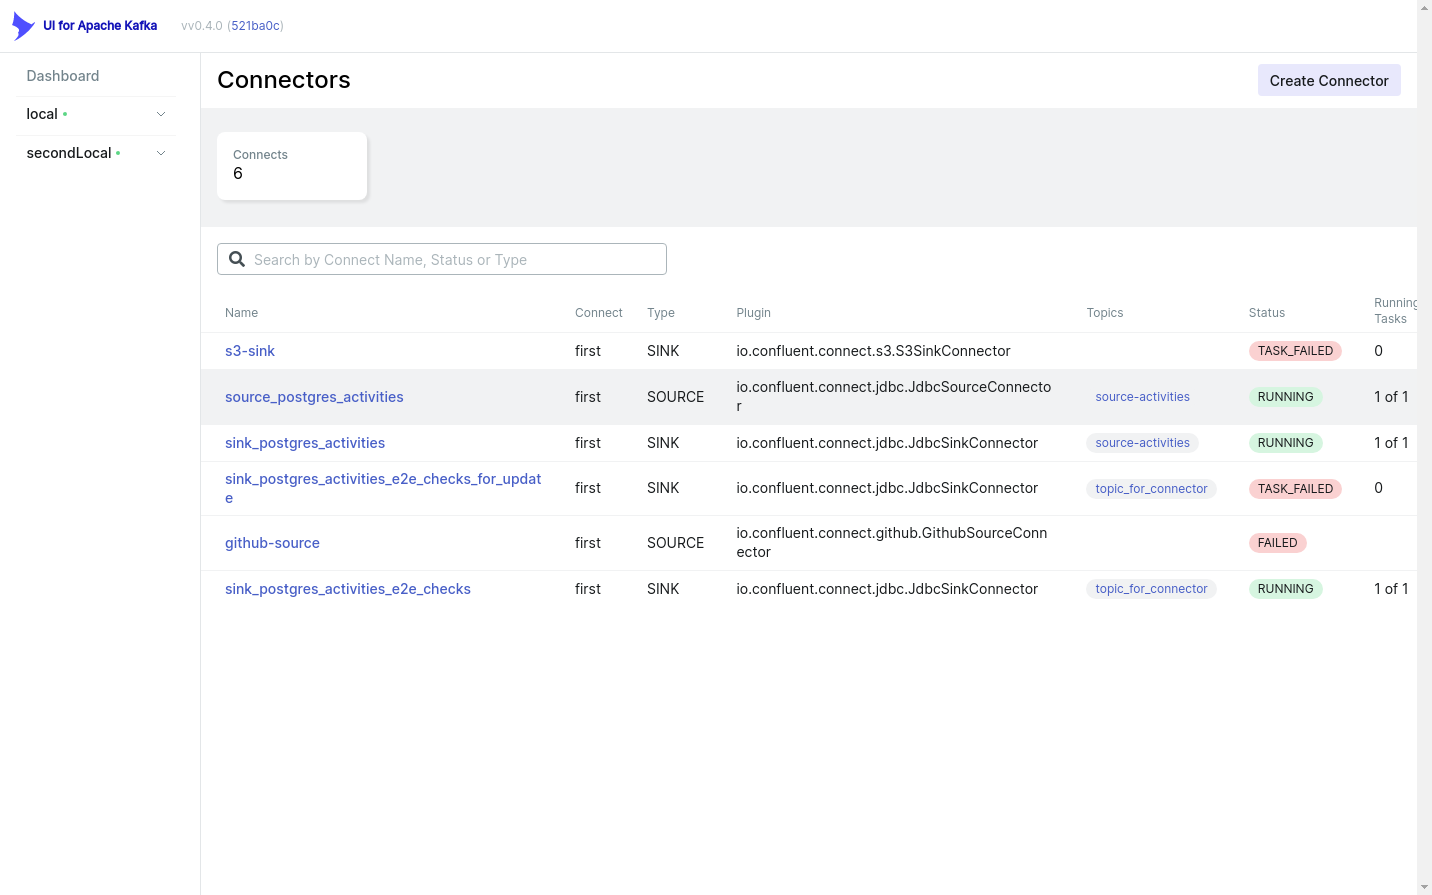 UI for Apache Kafka vv0.4.0 (521ba0c)
Dashboard
local
secondLocal
Connectors
Create Connector
Connects
6
Search by Connect Name, Status or Type
Name Connect Type Plugin Topics Status Running
Tasks
s3-sink first SINK io.confluent.connect.s3.S3SinkConnector TASK_FAILED 0
source_postgres_activities first SOURCE io.confluent.connect.jdbc.JdbcSourceConnecto
r source-activities RUNNING 1 of 1
sink_postgres_activities first SINK io.confluent.connect.jdbc.JdbcSinkConnector source-activities RUNNING 1 of 1
sink_postgres_activities_e2e_checks_for_updat
e first SINK io.confluent.connect.jdbc.JdbcSinkConnector topic_for_connector TASK_FAILED 0
github-source first SOURCE io.confluent.connect.github.GithubSourceConn
ector FAILED
sink_postgres_activities_e2e_checks first SINK io.confluent.connect.jdbc.JdbcSinkConnector topic_for_connector RUNNING 1 of 1